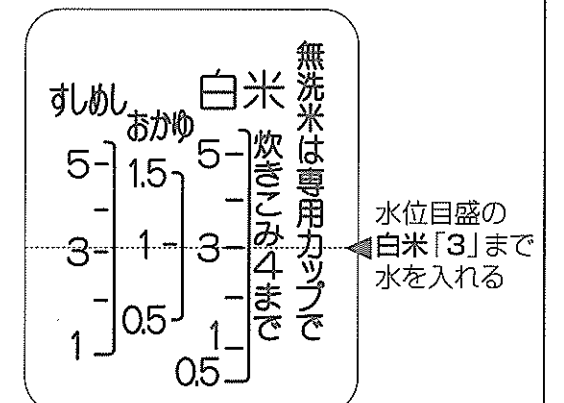 無洗米は専用カップで
炊きこみ4まで
白米
5
3
1
0.5
おかゆ
1.5
1
0.5
すしめし
5
3
1
水位目盛の
白米「3」まで
水を入れる